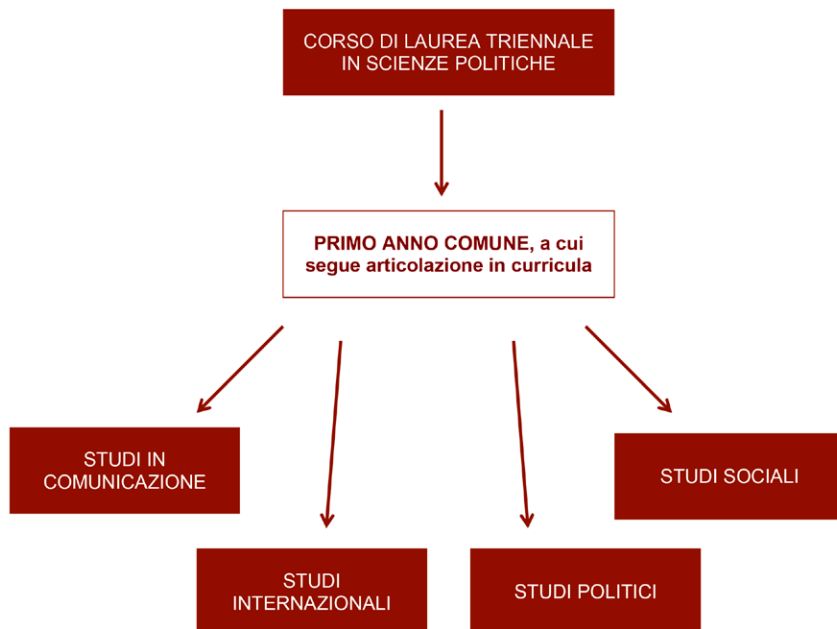 CORSO DI LAUREA TRIENNALE
IN SCIENZE POLITICHE
PRIMO ANNO COMUNE, a cui
segue articolazione in curricula
STUDI IN
COMUNICAZIONE
STUDI SOCIALI
STUDI
INTERNAZIONALI
STUDI POLITICI